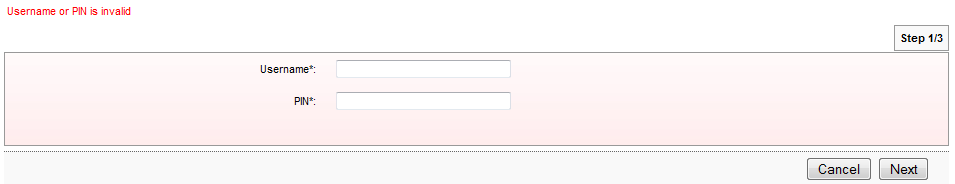 Username or PIN is invalid
Step 1/3
Username*:
PIN*:
Cancel Next